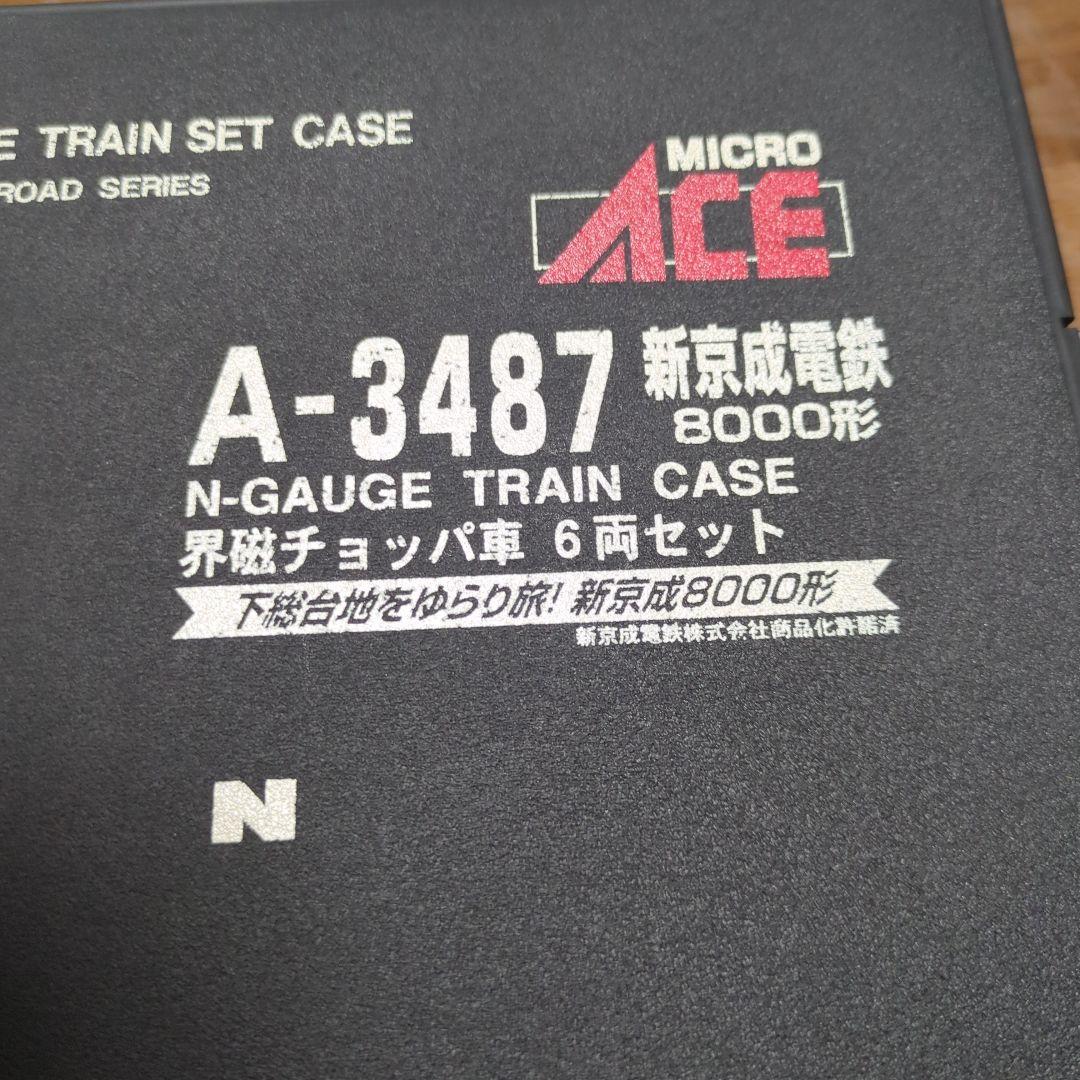 E TRAIN SET CASE
ROAD SERIES
MICRO
ACE
A-3487 新京成電鉄
8000形
N-GAUGE TRAIN CASE
界磁チョッパ車 6両セット
下総台地をゆらり旅! 新京成8000形
新京成電鉄株式会社商品化許諾済
N